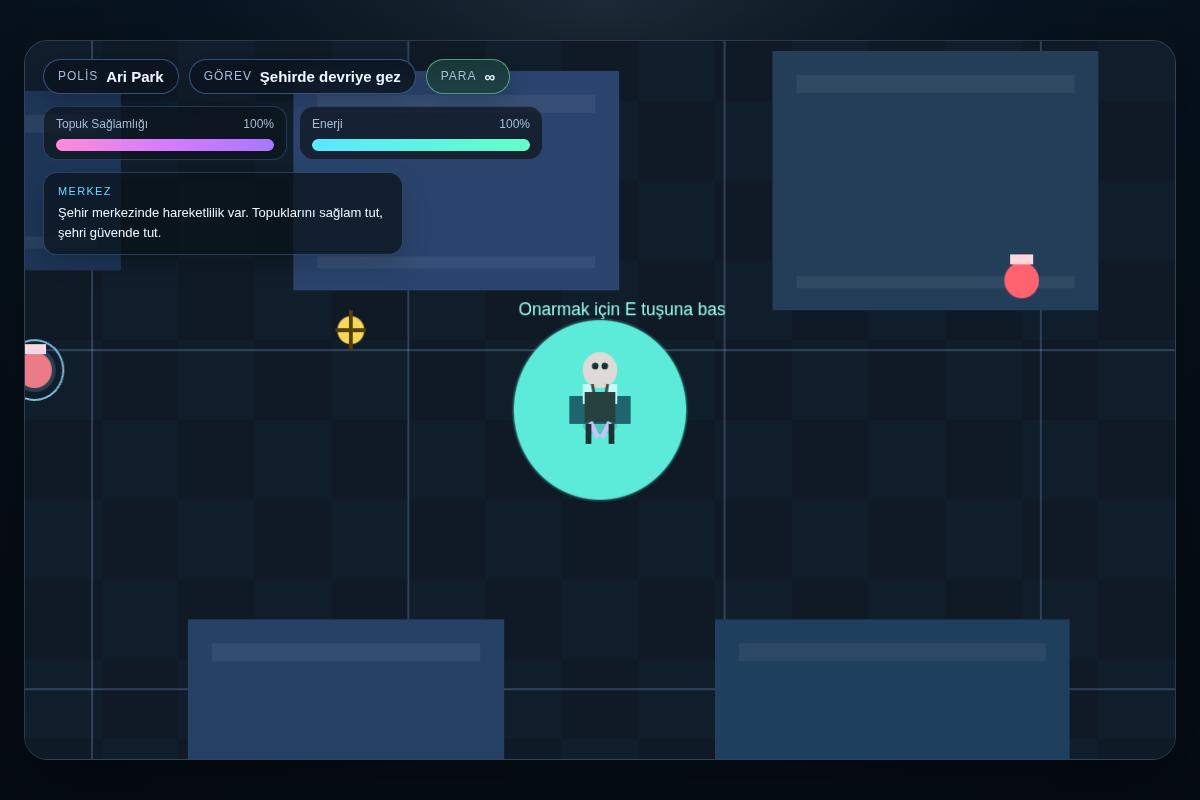 POLİS Ari Park GÖREV Şehirde devriye gez PARA ∞
Topuk Sağlamlığı 100% Enerji 100%
MERKEZ
Şehir merkezinde hareketlilik var. Topuklarını sağlam tut,
şehri güvende tut.
Onarmak için E tuşuna bas